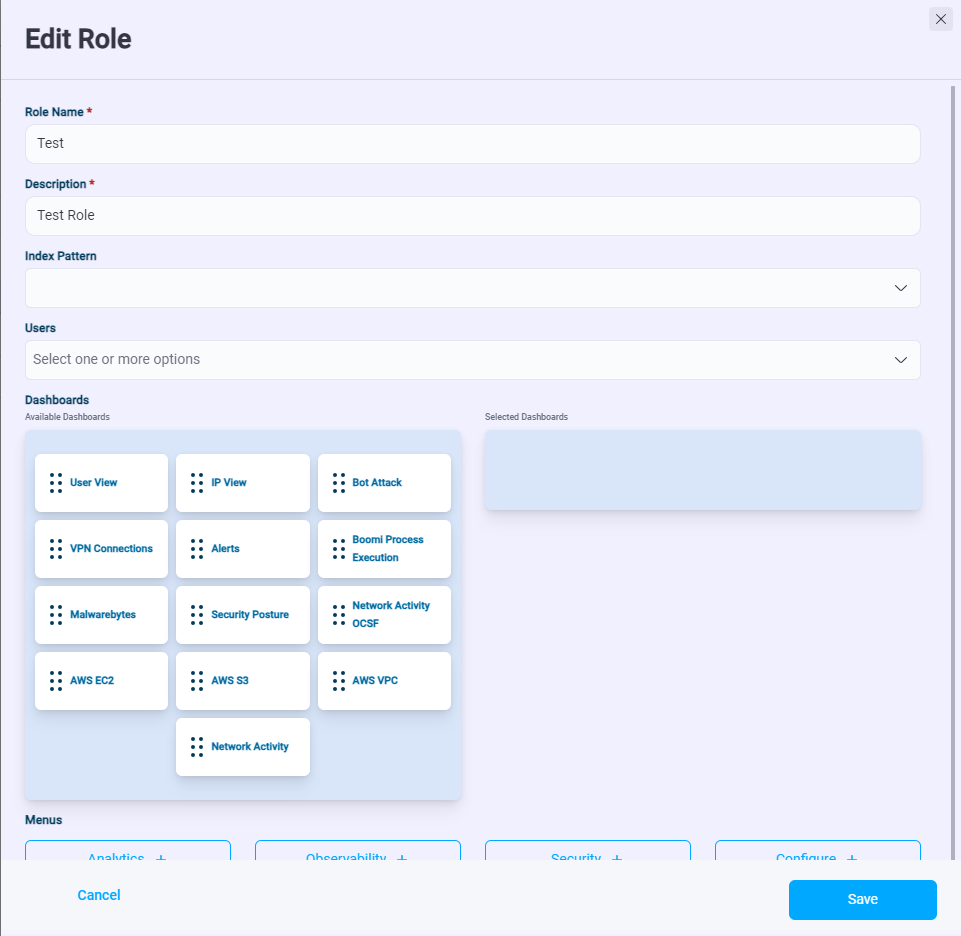 Edit Role
Role Name *
Test
Description *
Test Role
Index Pattern
Users
Select one or more options
Dashboards
Available Dashboards
Selected Dashboards
User View
IP View
Bot Attack
VPN Connections
Alerts
Boomi Process
Execution
Malwarebytes
Security Posture
Network Activity
OCSF
AWS EC2
AWS S3
AWS VPC
Network Activity
Menus
Analytics +
Observability +
Security +
Configure +
Cancel
Save